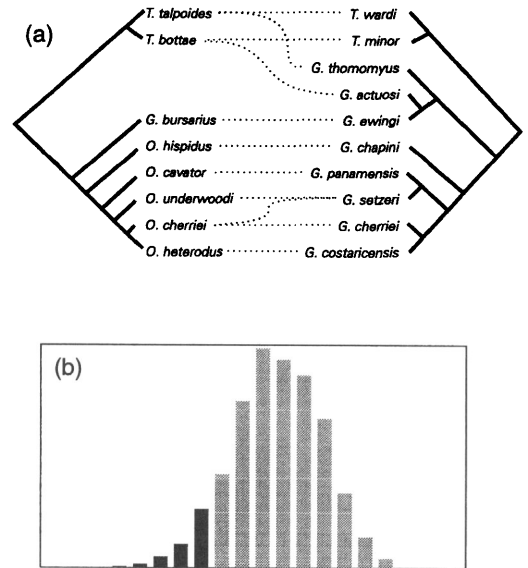 (a)
T. talpoides T. wardi
T. bottae T. minor
G. thomomyus
G. actuosi
G. bursarius G. ewingi
O. hispidus G. chapini
O. cavator G. panamensis
O. underwoodi G. setzeri
O. cherriei G. cherriei
O. heterodus G. costaricensis
(b)